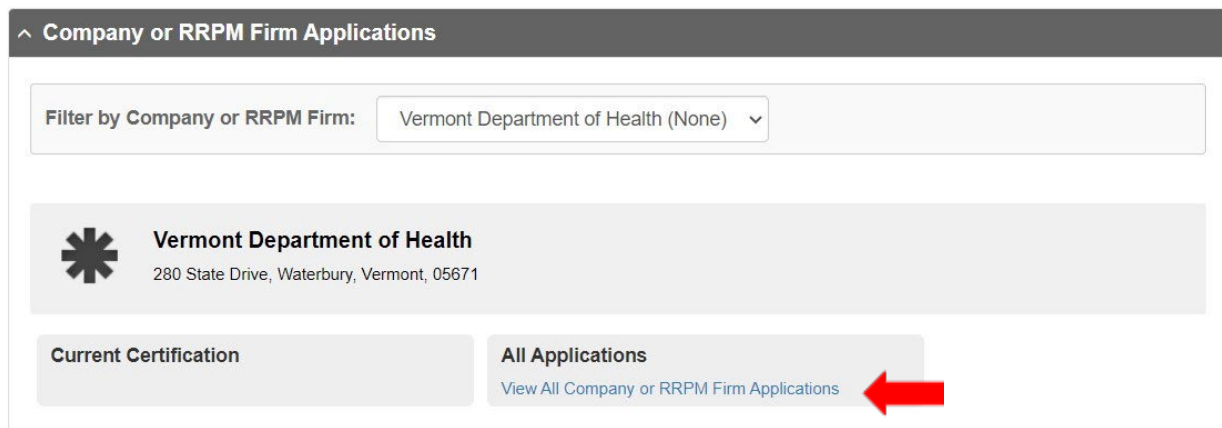 Company or RRPM Firm Applications
Filter by Company or RRPM Firm: Vermont Department of Health (None)
Vermont Department of Health
280 State Drive, Waterbury, Vermont, 05671
Current Certification
All Applications
View All Company or RRPM Firm Applications